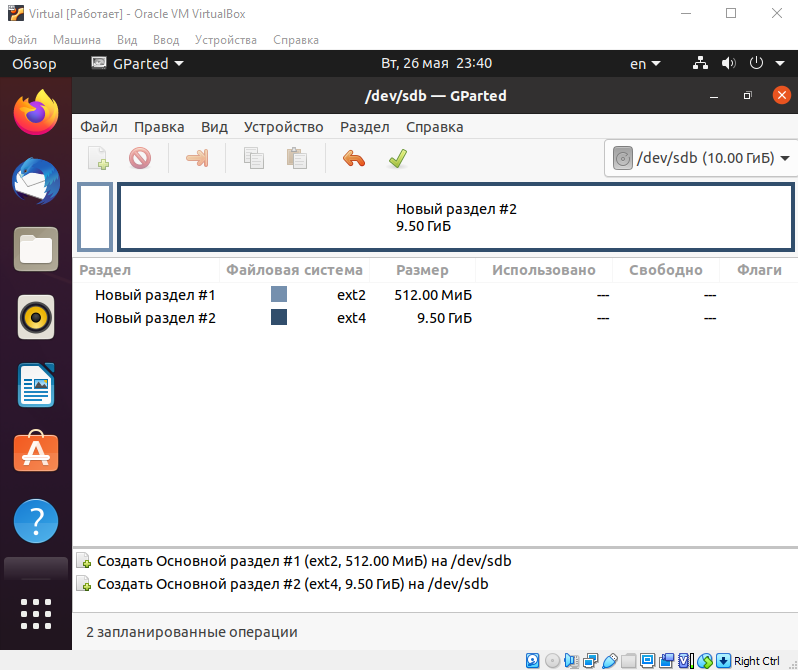 Virtual [Работает] - Oracle VM VirtualBox
Файл Машина Вид Ввод Устройства Справка
Обзор GParted Вт, 26 мая 23:40 en
/dev/sdb — GParted
Файл Правка Вид Устройство Раздел Справка
/dev/sdb (10.00 ГиБ)
Новый раздел #2
9.50 ГиБ
Раздел Файловая система Размер Использовано Свободно Флаги
Новый раздел #1 ext2 512.00 МиБ --- ---
Новый раздел #2 ext4 9.50 ГиБ --- ---
Создать Основной раздел #1 (ext2, 512.00 МиБ) на /dev/sdb
Создать Основной раздел #2 (ext4, 9.50 ГиБ) на /dev/sdb
2 запланированные операции
Right Ctrl